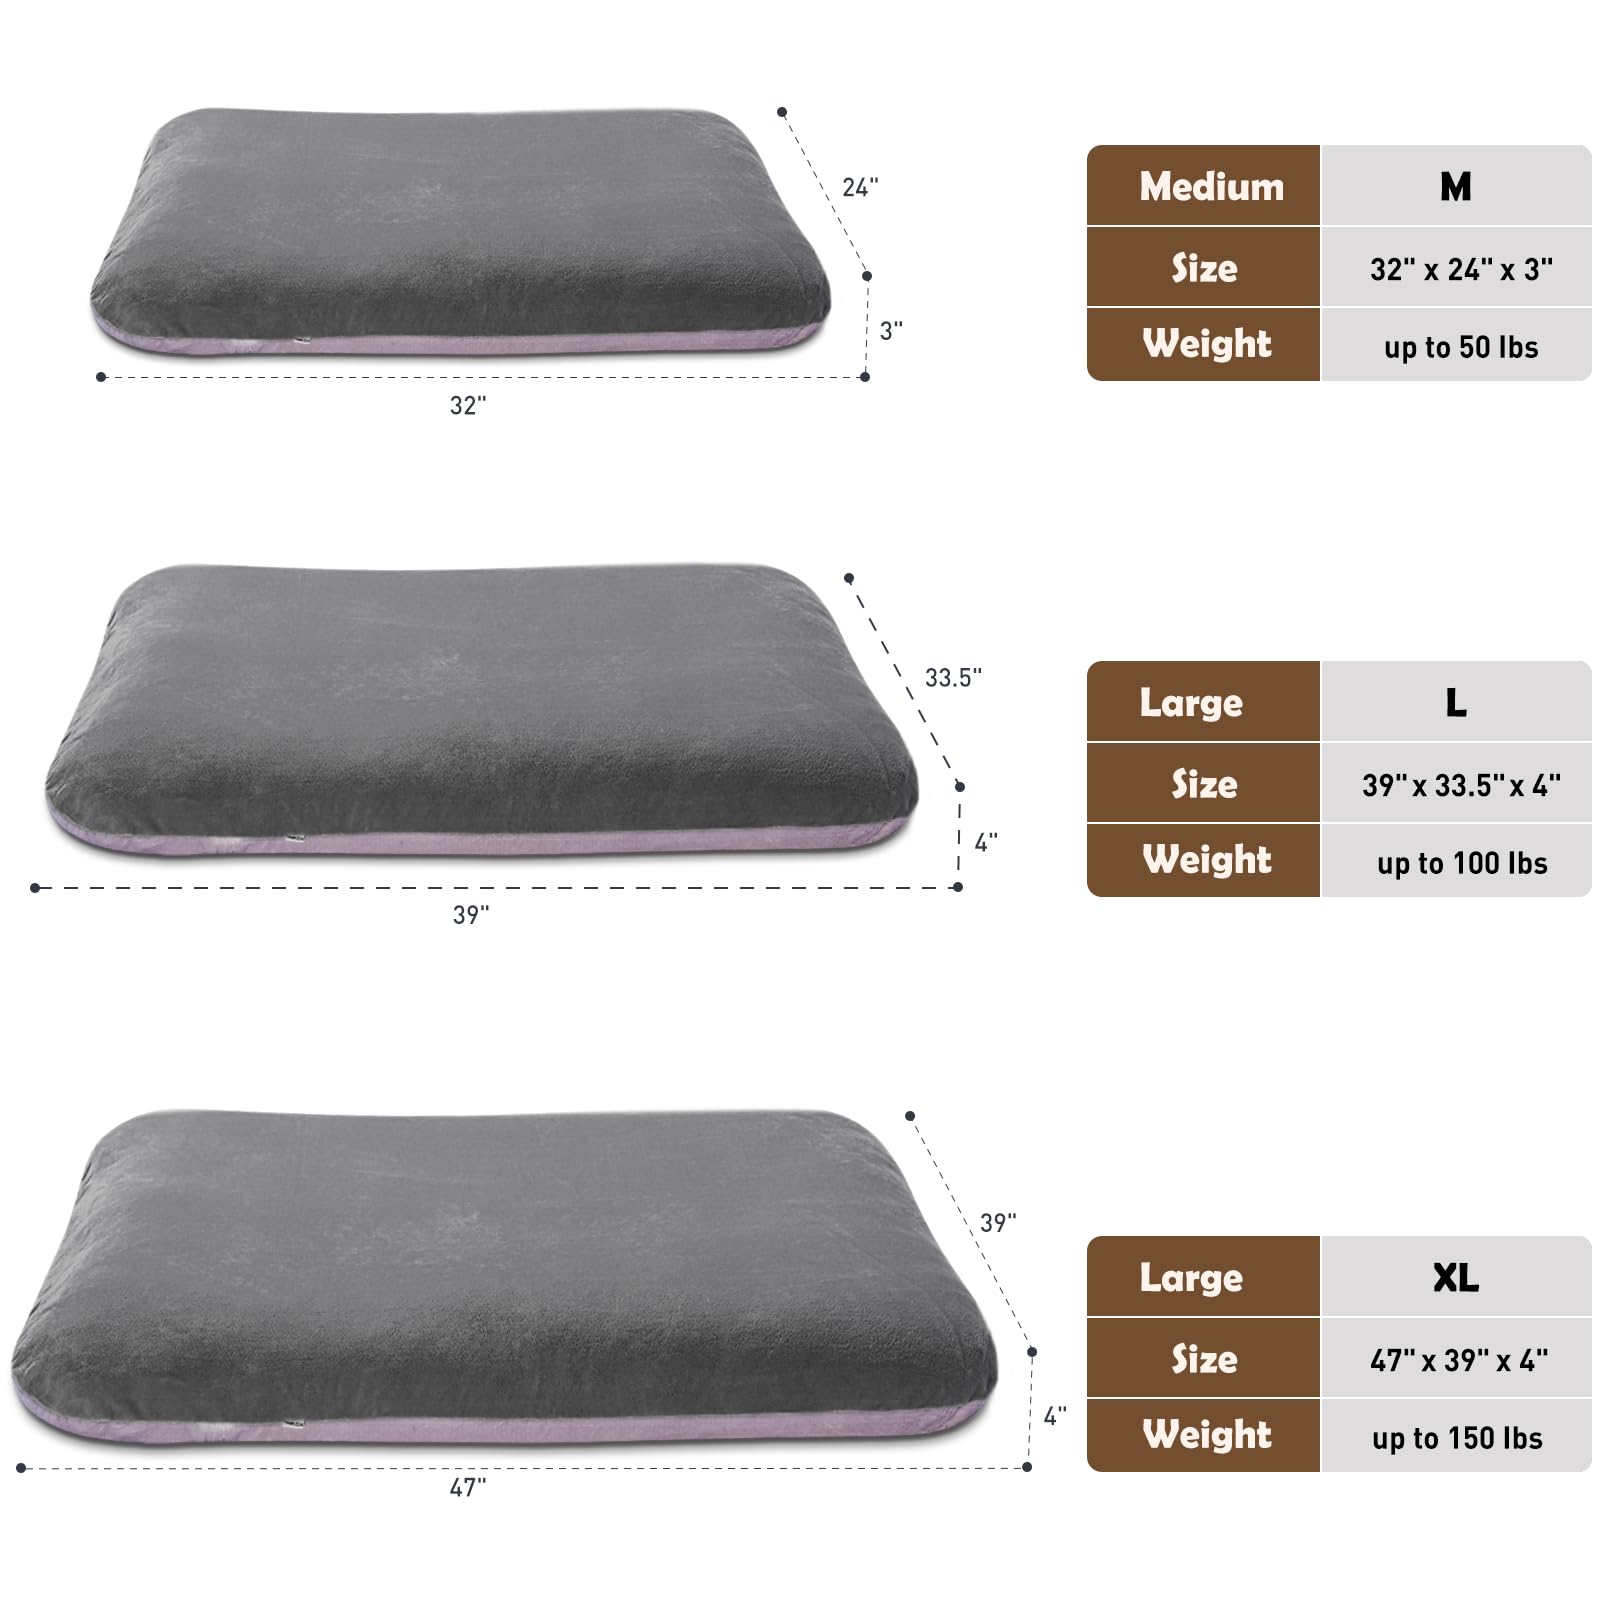 24"
3"
32"
Medium M
Size 32" x 24" x 3"
Weight up to 50 lbs
33.5"
4"
39"
Large L
Size 39" x 33.5" x 4"
Weight up to 100 lbs
39"
4"
47"
Large XL
Size 47" x 39" x 4"
Weight up to 150 lbs